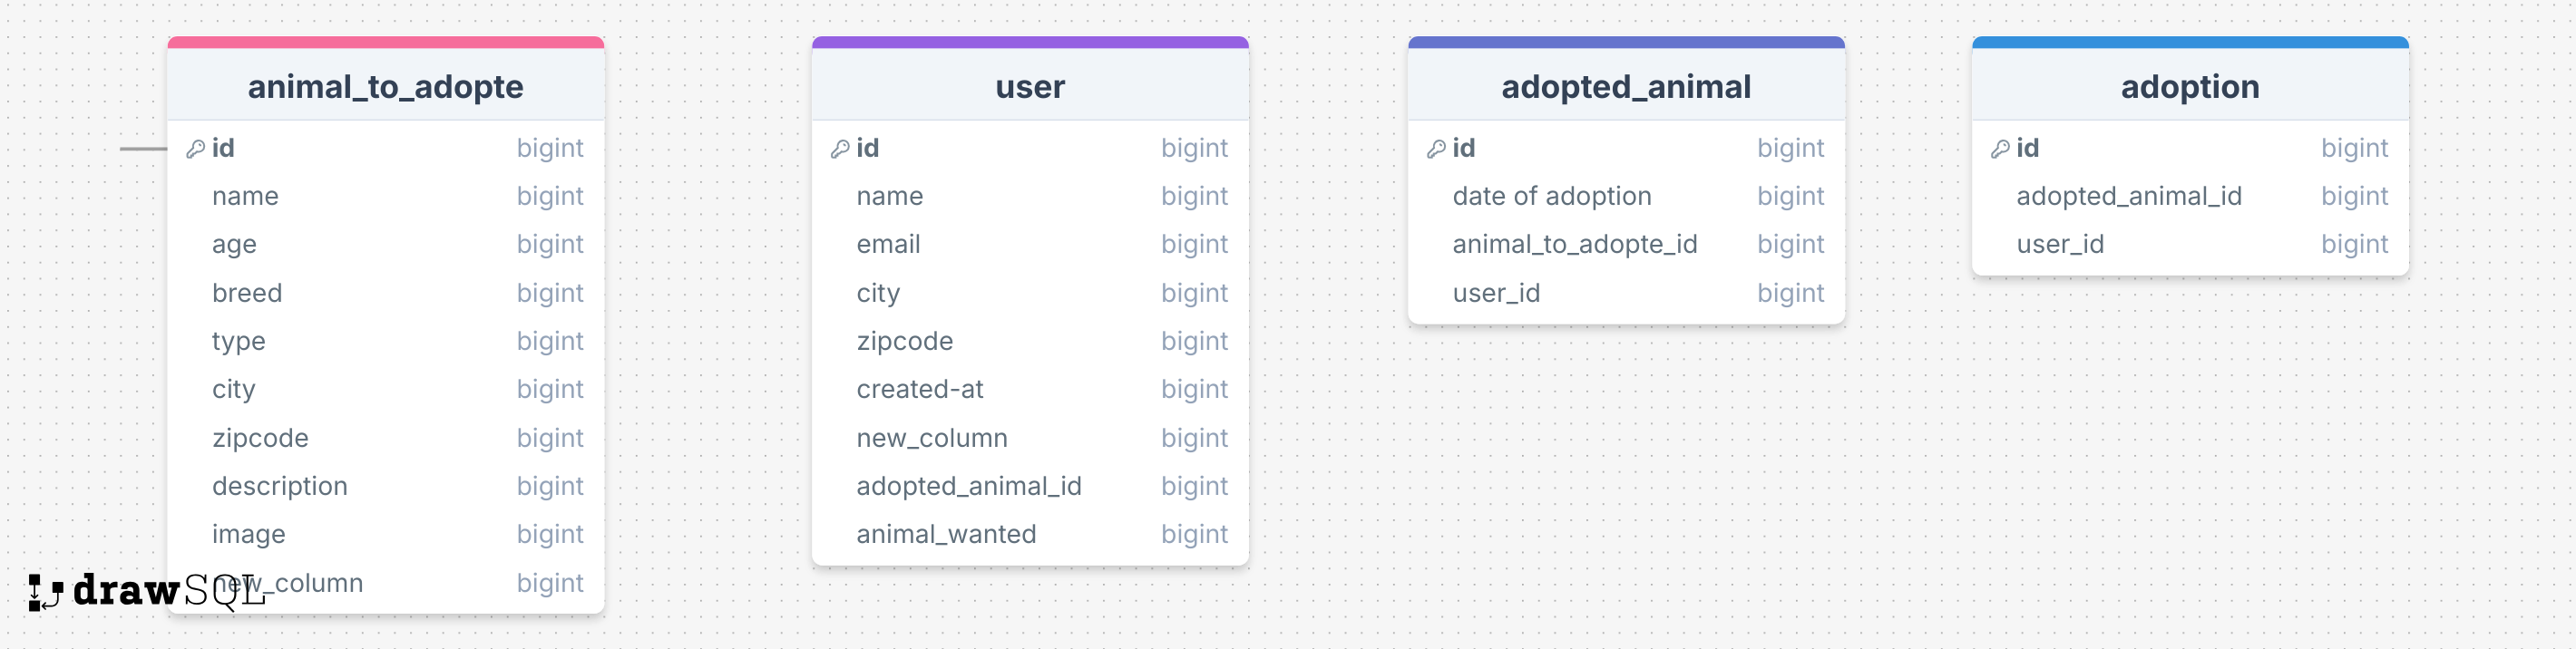 animal_to_adopte
id bigint
name bigint
age bigint
breed bigint
type bigint
city bigint
zipcode bigint
description bigint
image bigint
new_column bigint
user
id bigint
name bigint
email bigint
city bigint
zipcode bigint
created-at bigint
new_column bigint
adopted_animal_id bigint
animal_wanted bigint
adopted_animal
id bigint
date of adoption bigint
animal_to_adopte_id bigint
user_id bigint
adoption
id bigint
adopted_animal_id bigint
user_id bigint
drawSQL